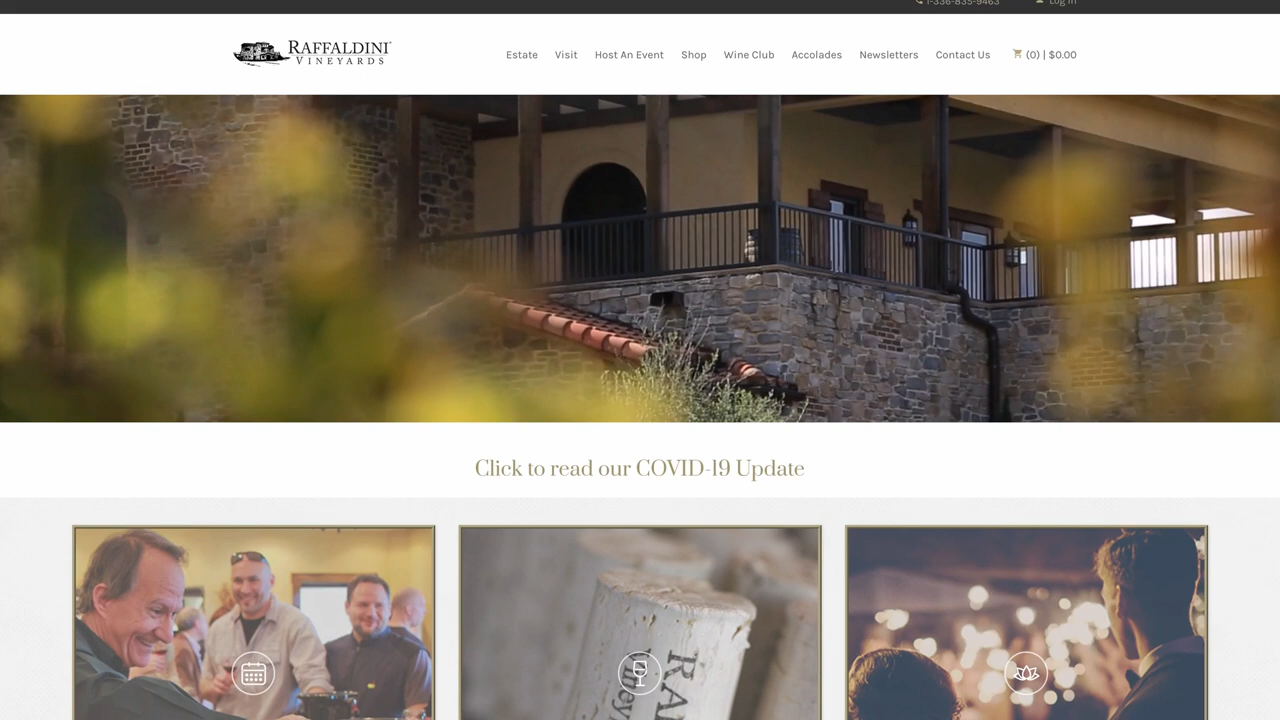 1-336-835-9463 Log In
RAFFALDINI
VINEYARDS
Estate Visit Host An Event Shop Wine Club Accolades Newsletters Contact Us (0) | $0.00
Click to read our COVID-19 Update